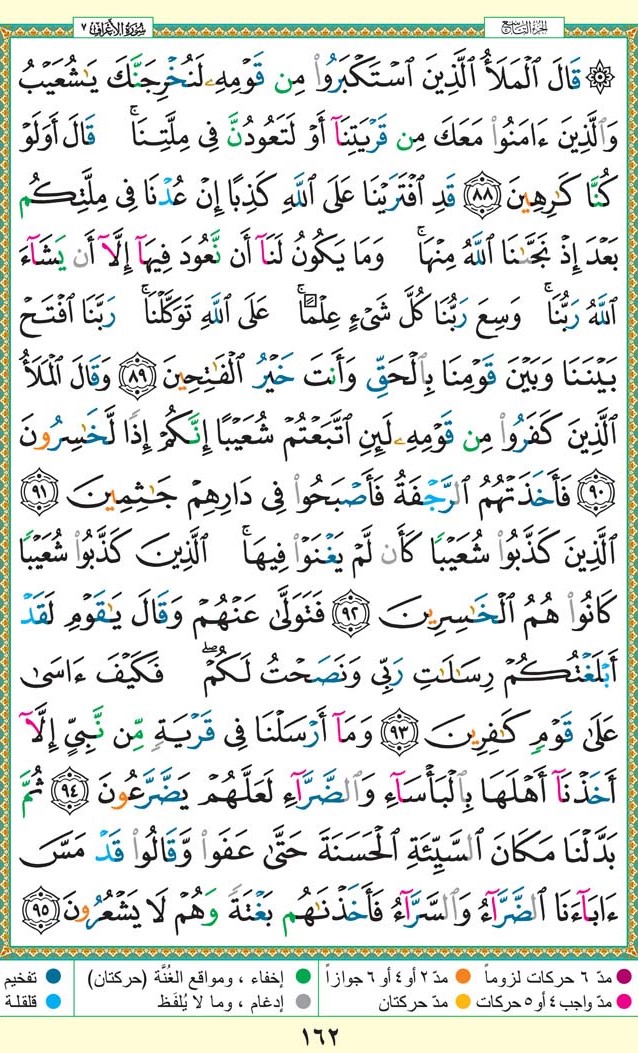 الجزء التاسع
سورة الأعراف ٧
۞ قَالَ ٱلۡمَلَأُ ٱلَّذِينَ ٱسۡتَكۡبَرُواْ مِن قَوۡمِهِۦ لَنُخۡرِجَنَّكَ يَٰشُعَيۡبُ
وَٱلَّذِينَ ءَامَنُواْ مَعَكَ مِن قَرۡيَتِنَآ أَوۡ لَتَعُودُنَّ فِي مِلَّتِنَاۚ قَالَ أَوَلَوۡ
كُنَّا كَٰرِهِينَ ٨٨ قَدِ ٱفۡتَرَيۡنَا عَلَى ٱللَّهِ كَذِبًا إِنۡ عُدۡنَا فِي مِلَّتِكُم
بَعۡدَ إِذۡ نَجَّىٰنَا ٱللَّهُ مِنۡهَاۚ وَمَا يَكُونُ لَنَآ أَن نَّعُودَ فِيهَآ إِلَّآ أَن يَشَآءَ
ٱللَّهُ رَبُّنَاۚ وَسِعَ رَبُّنَا كُلَّ شَيۡءٍ عِلۡمًاۚ عَلَى ٱللَّهِ تَوَكَّلۡنَاۚ رَبَّنَا ٱفۡتَحۡ
بَيۡنَنَا وَبَيۡنَ قَوۡمِنَا بِٱلۡحَقِّ وَأَنتَ خَيۡرُ ٱلۡفَٰتِحِينَ ٨٩ وَقَالَ ٱلۡمَلَأُ
ٱلَّذِينَ كَفَرُواْ مِن قَوۡمِهِۦ لَئِنِ ٱتَّبَعۡتُمۡ شُعَيۡبًا إِنَّكُمۡ إِذٗا لَّخَٰسِرُونَ
٩٠ فَأَخَذَتۡهُمُ ٱلرَّجۡفَةُ فَأَصۡبَحُواْ فِي دَارِهِمۡ جَٰثِمِينَ ٩١
ٱلَّذِينَ كَذَّبُواْ شُعَيۡبٗا كَأَن لَّمۡ يَغۡنَوۡاْ فِيهَاۚ ٱلَّذِينَ كَذَّبُواْ شُعَيۡبٗا
كَانُواْ هُمُ ٱلۡخَٰسِرِينَ ٩٢ فَتَوَلَّىٰ عَنۡهُمۡ وَقَالَ يَٰقَوۡمِ لَقَدۡ
أَبۡلَغۡتُكُمۡ رِسَٰلَٰتِ رَبِّي وَنَصَحۡتُ لَكُمۡۖ فَكَيۡفَ ءَاسَىٰ
عَلَىٰ قَوۡمٖ كَٰفِرِينَ ٩٣ وَمَآ أَرۡسَلۡنَا فِي قَرۡيَةٖ مِّن نَّبِيٍّ إِلَّآ
أَخَذۡنَآ أَهۡلَهَا بِٱلۡبَأۡسَآءِ وَٱلضَّرَّآءِ لَعَلَّهُمۡ يَضَّرَّعُونَ ٩٤ ثُمَّ
بَدَّلۡنَا مَكَانَ ٱلسَّيِّئَةِ ٱلۡحَسَنَةَ حَتَّىٰ عَفَواْ وَّقَالُواْ قَدۡ مَسَّ
ءَابَآءَنَا ٱلضَّرَّآءُ وَٱلسَّرَّآءُ فَأَخَذۡنَٰهُم بَغۡتَةٗ وَهُمۡ لَا يَشۡعُرُونَ ٩٥
مدّ ٦ حركات لزوماً مدّ ٢ أو ٤ أو ٦ جوازاً إخفاء ، ومواقع الغُنَّة (حركتان) تفخيم
مدّ واجب ٤ أو ٥ حركات مدّ حركتان إدغام ، وما لا يُلفَظ قلقلة
١٦٢